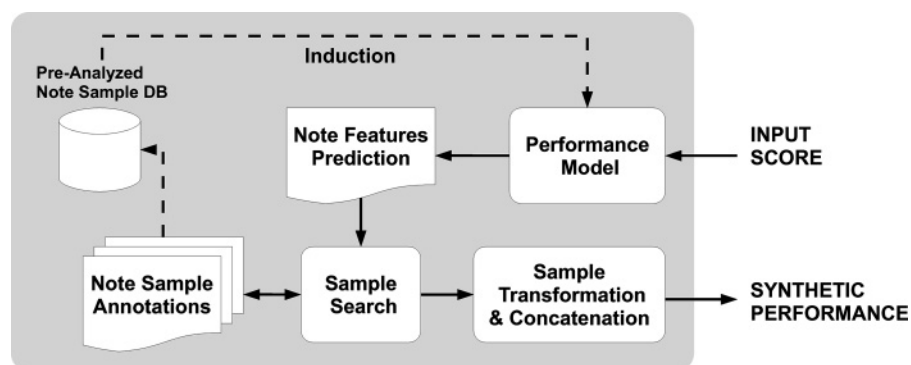 Induction
Pre-Analyzed
Note Sample DB
Note Features
Prediction
Performance
Model
INPUT
SCORE
Note Sample
Annotations
Sample
Search
Sample
Transformation
& Concatenation
SYNTHETIC
PERFORMANCE